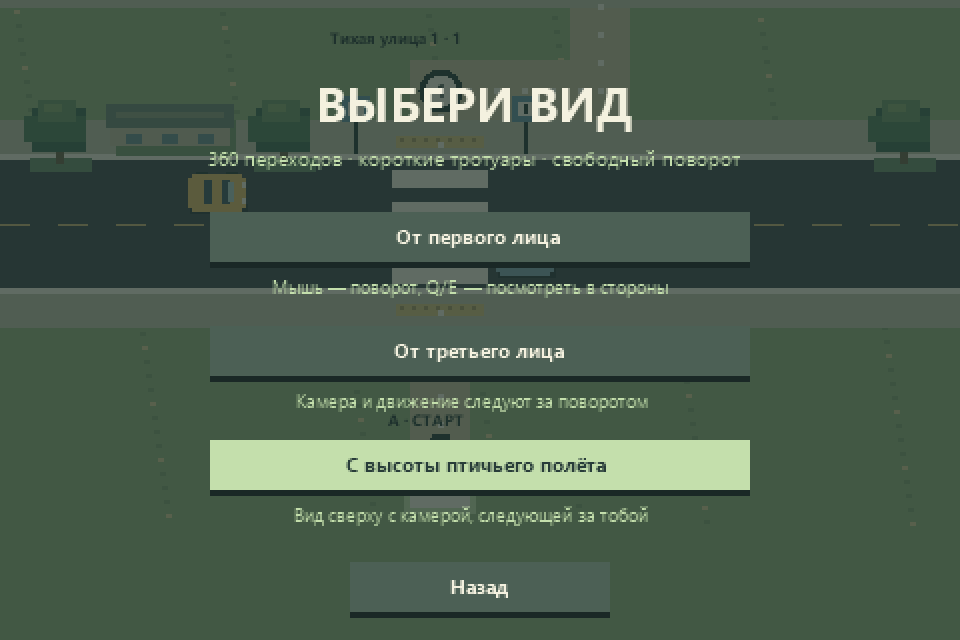 Тихая улица 1 · 1
ВЫБЕРИ ВИД
360 переходов · короткие тротуары · свободный поворот
От первого лица
Мышь — поворот, Q/E — посмотреть в стороны
От третьего лица
Камера и движение следуют за поворотом
А · СТАРТ
С высоты птичьего полёта
Вид сверху с камерой, следующей за тобой
Назад